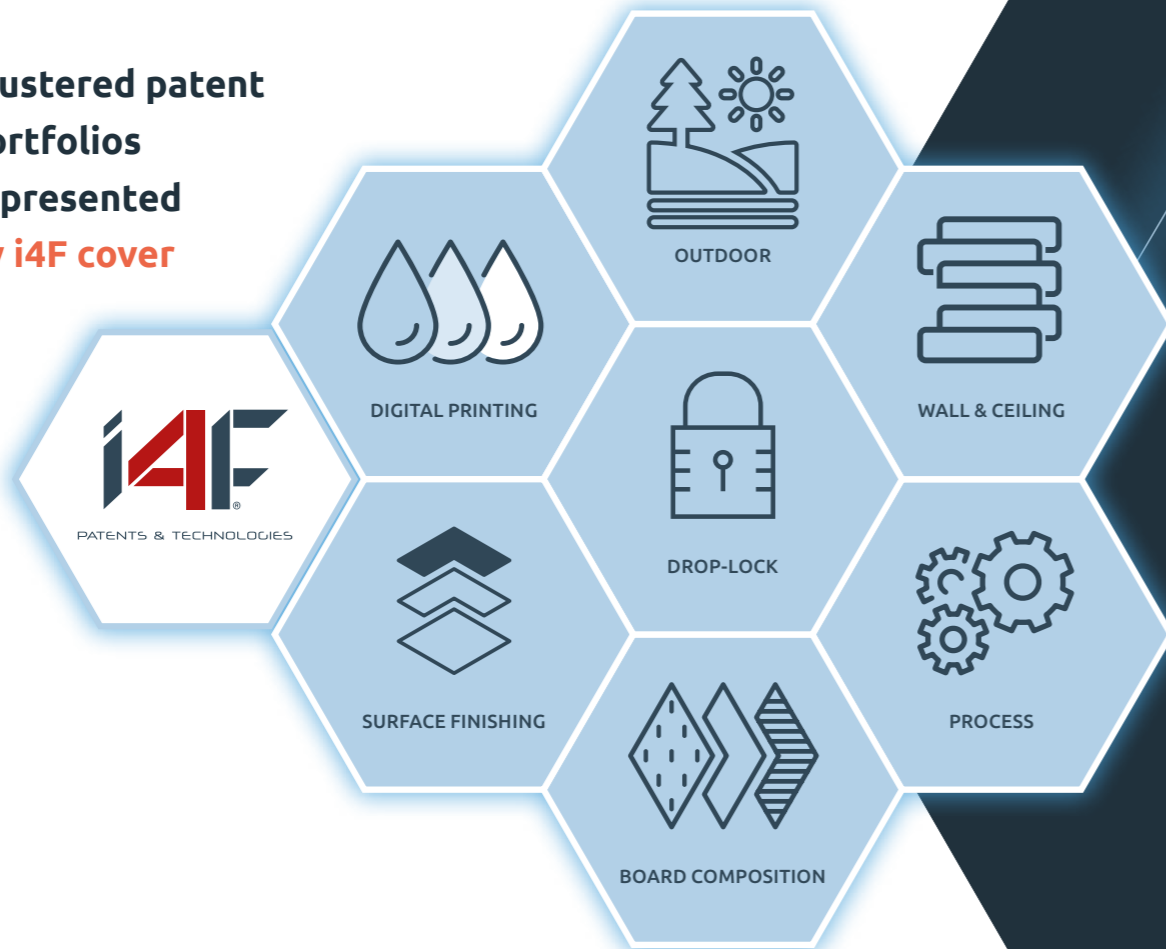 ustered patent
ortfolios
presented
i4F cover
OUTDOOR
DIGITAL PRINTING
WALL & CEILING
i4F®
PATENTS & TECHNOLOGIES
DROP-LOCK
SURFACE FINISHING
PROCESS
BOARD COMPOSITION